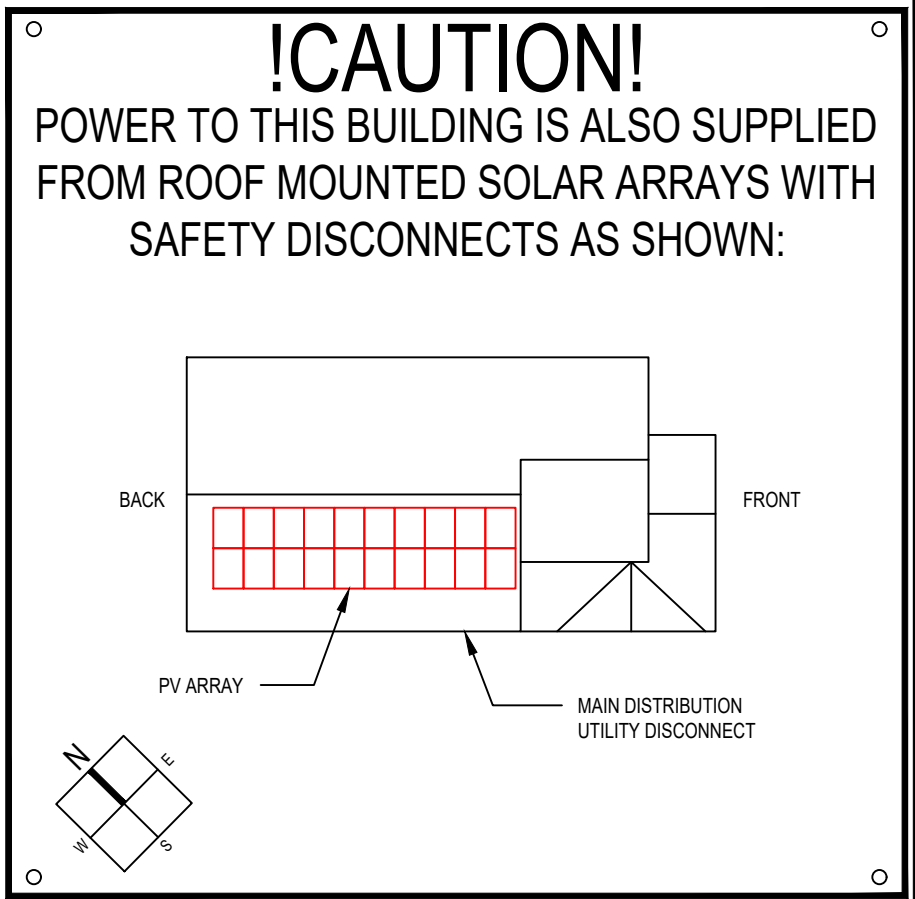 !CAUTION!
POWER TO THIS BUILDING IS ALSO SUPPLIED
FROM ROOF MOUNTED SOLAR ARRAYS WITH
SAFETY DISCONNECTS AS SHOWN:
BACK
FRONT
PV ARRAY
MAIN DISTRIBUTION
UTILITY DISCONNECT
N
E
W
S